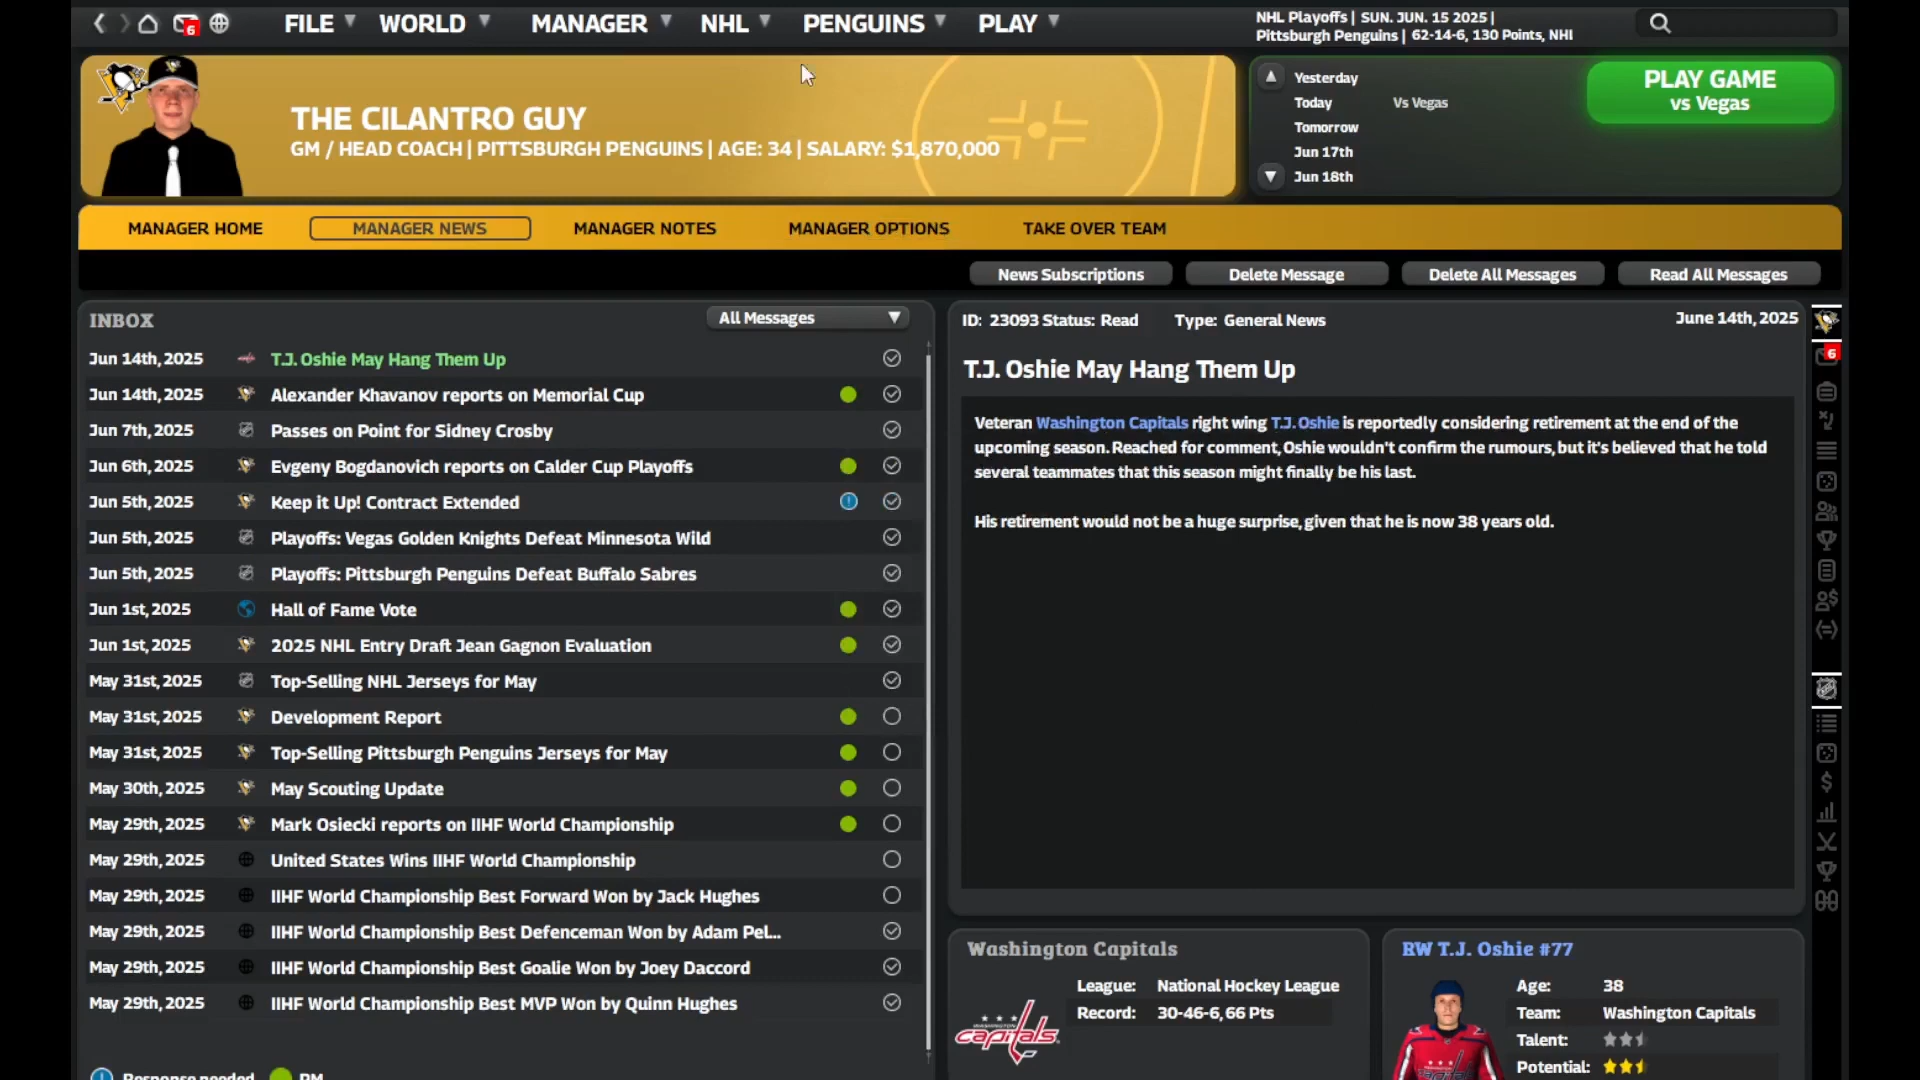 FILE WORLD MANAGER NHL PENGUINS PLAY
NHL Playoffs | SUN. JUN. 15 2025 |
Pittsburgh Penguins | 62-14-6, 130 Points, NHI
6
THE CILANTRO GUY
GM / HEAD COACH | PITTSBURGH PENGUINS | AGE: 34 | SALARY: $1,870,000
Yesterday
Today Vs Vegas
Tomorrow
Jun 17th
Jun 18th
PLAY GAME
vs Vegas
MANAGER HOME MANAGER NEWS MANAGER NOTES MANAGER OPTIONS TAKE OVER TEAM
News Subscriptions Delete Message Delete All Messages Read All Messages
INBOX All Messages
Jun 14th, 2025 T.J. Oshie May Hang Them Up
Jun 14th, 2025 Alexander Khavanov reports on Memorial Cup
Jun 7th, 2025 Passes on Point for Sidney Crosby
Jun 6th, 2025 Evgeny Bogdanovich reports on Calder Cup Playoffs
Jun 5th, 2025 Keep it Up! Contract Extended
Jun 5th, 2025 Playoffs: Vegas Golden Knights Defeat Minnesota Wild
Jun 5th, 2025 Playoffs: Pittsburgh Penguins Defeat Buffalo Sabres
Jun 1st, 2025 Hall of Fame Vote
Jun 1st, 2025 2025 NHL Entry Draft Jean Gagnon Evaluation
May 31st, 2025 Top-Selling NHL Jerseys for May
May 31st, 2025 Development Report
May 31st, 2025 Top-Selling Pittsburgh Penguins Jerseys for May
May 30th, 2025 May Scouting Update
May 29th, 2025 Mark Osiecki reports on IIHF World Championship
May 29th, 2025 United States Wins IIHF World Championship
May 29th, 2025 IIHF World Championship Best Forward Won by Jack Hughes
May 29th, 2025 IIHF World Championship Best Defenceman Won by Adam Pel...
May 29th, 2025 IIHF World Championship Best Goalie Won by Joey Daccord
May 29th, 2025 IIHF World Championship Best MVP Won by Quinn Hughes
Response needed PM
ID: 23093 Status: Read Type: General News June 14th, 2025
T.J. Oshie May Hang Them Up
Veteran Washington Capitals right wing T.J. Oshie is reportedly considering retirement at the end of the
upcoming season. Reached for comment, Oshie wouldn't confirm the rumours, but it's believed that he told
several teammates that this season might finally be his last.
His retirement would not be a huge surprise, given that he is now 38 years old.
6
Washington Capitals
League: National Hockey League
Record: 30-46-6, 66 Pts
capitals
RW T.J. Oshie #77
Age: 38
Team: Washington Capitals
Talent:
Potential: